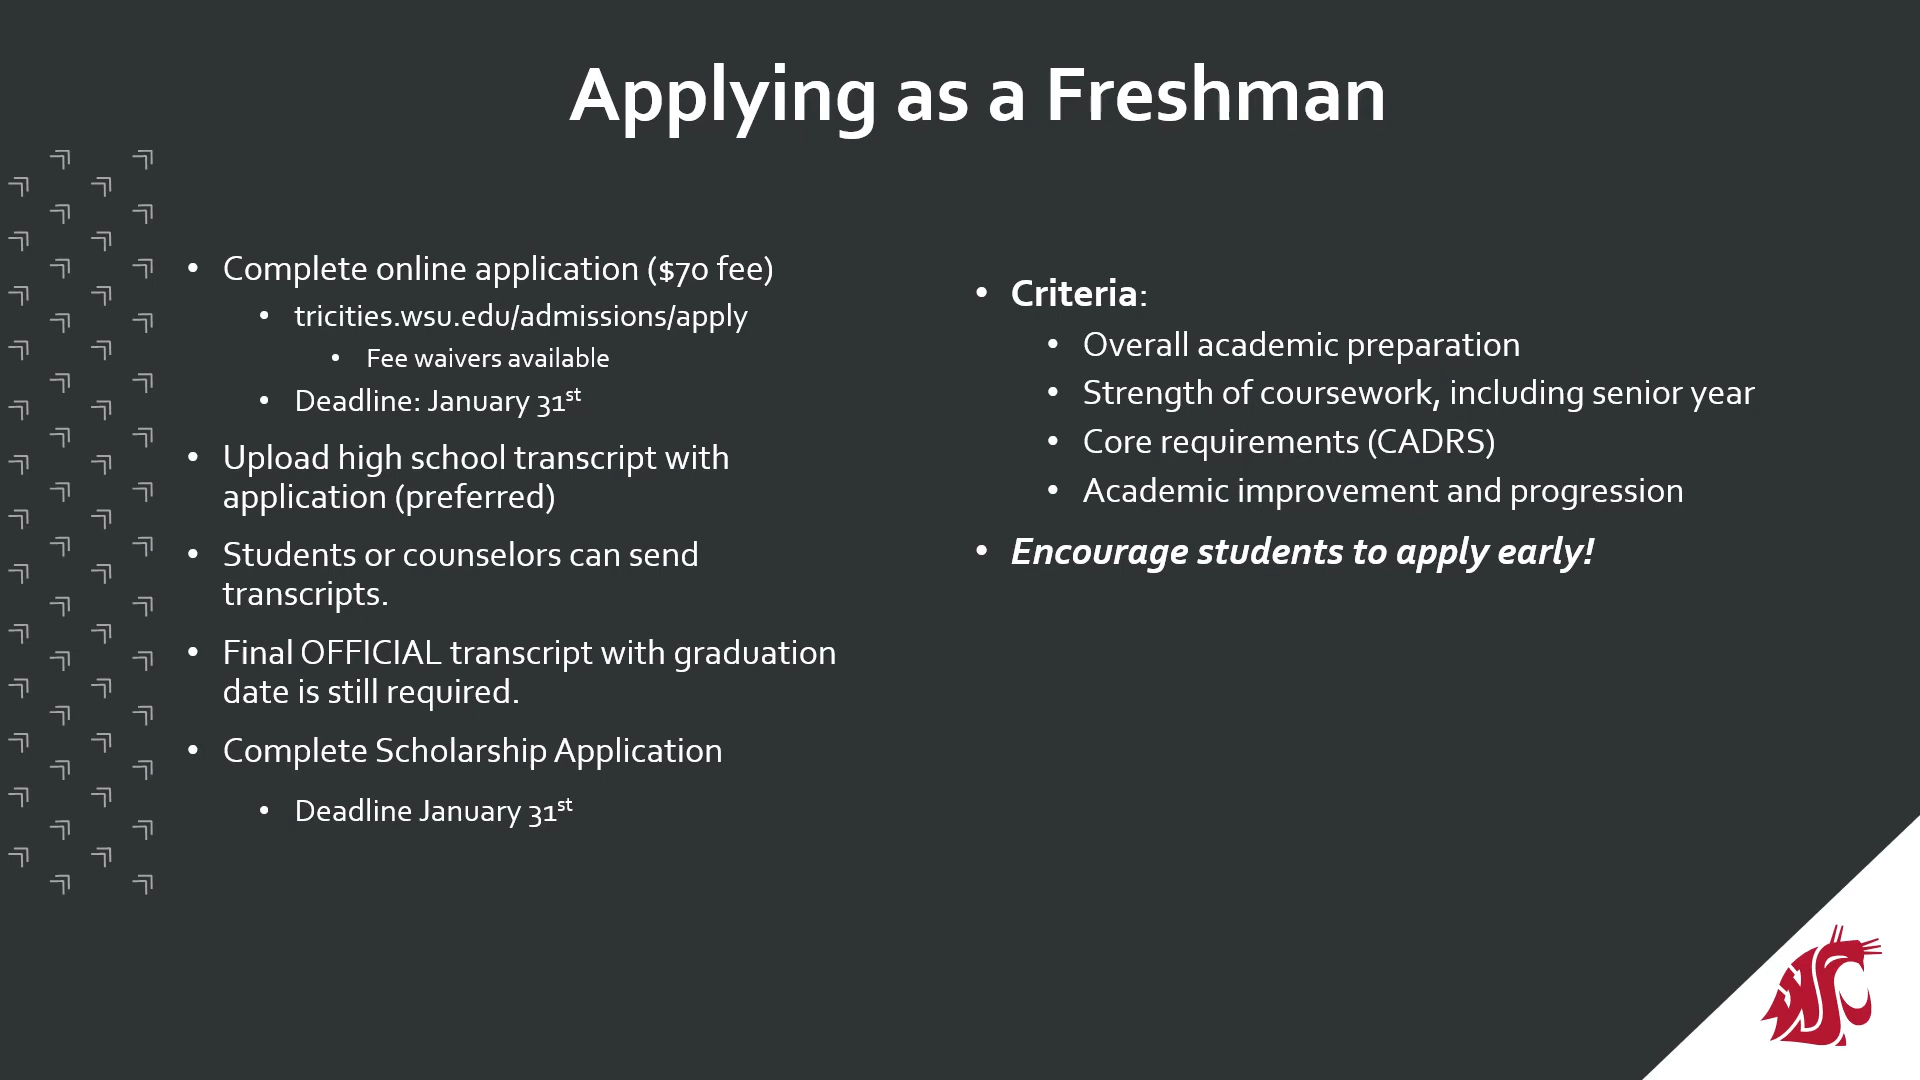 Applying as a Freshman
• Complete online application ($70 fee)
• tricities.wsu.edu/admissions/apply
• Fee waivers available
• Deadline: January 31st
• Upload high school transcript with
application (preferred)
• Students or counselors can send
transcripts.
• Final OFFICIAL transcript with graduation
date is still required.
• Complete Scholarship Application
• Deadline January 31st
• Criteria:
• Overall academic preparation
• Strength of coursework, including senior year
• Core requirements (CADRS)
• Academic improvement and progression
• Encourage students to apply early!